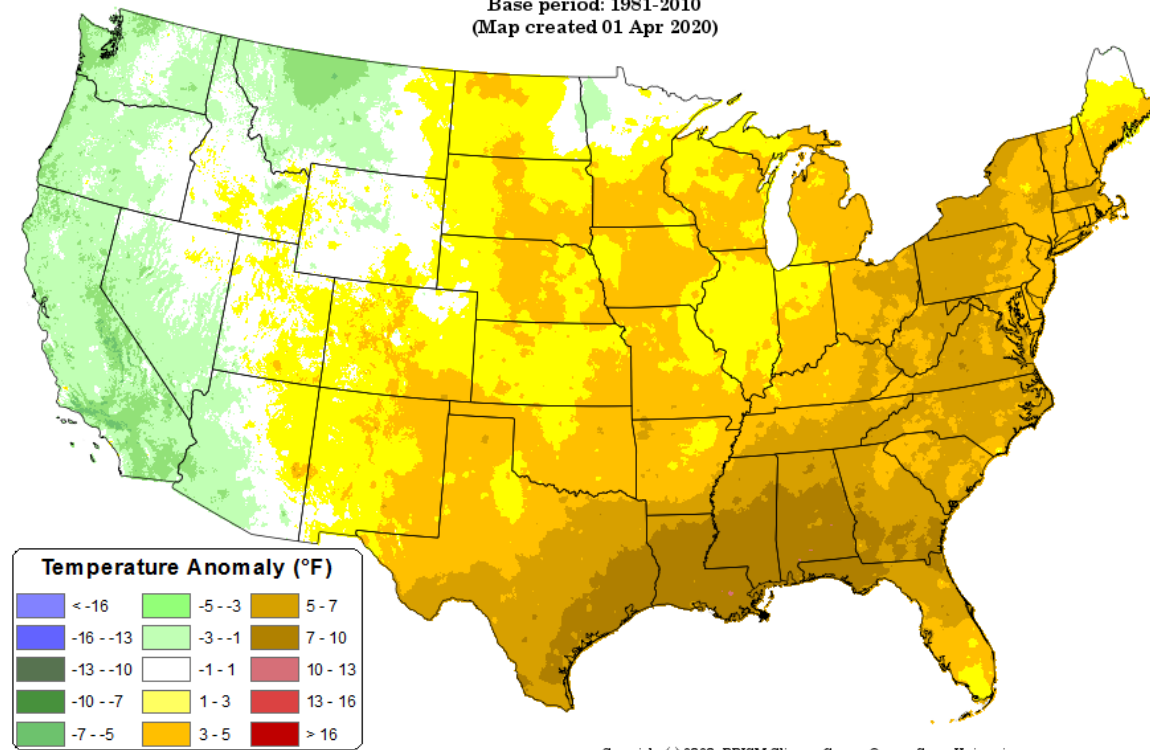 Base period: 1981-2010
(Map created 01 Apr 2020)
Temperature Anomaly (°F)
< -16
-16 - -13
-13 - -10
-10 - -7
-7 - -5
-5 - -3
-3 - -1
-1 - 1
1 - 3
3 - 5
5 - 7
7 - 10
10 - 13
13 - 16
> 16